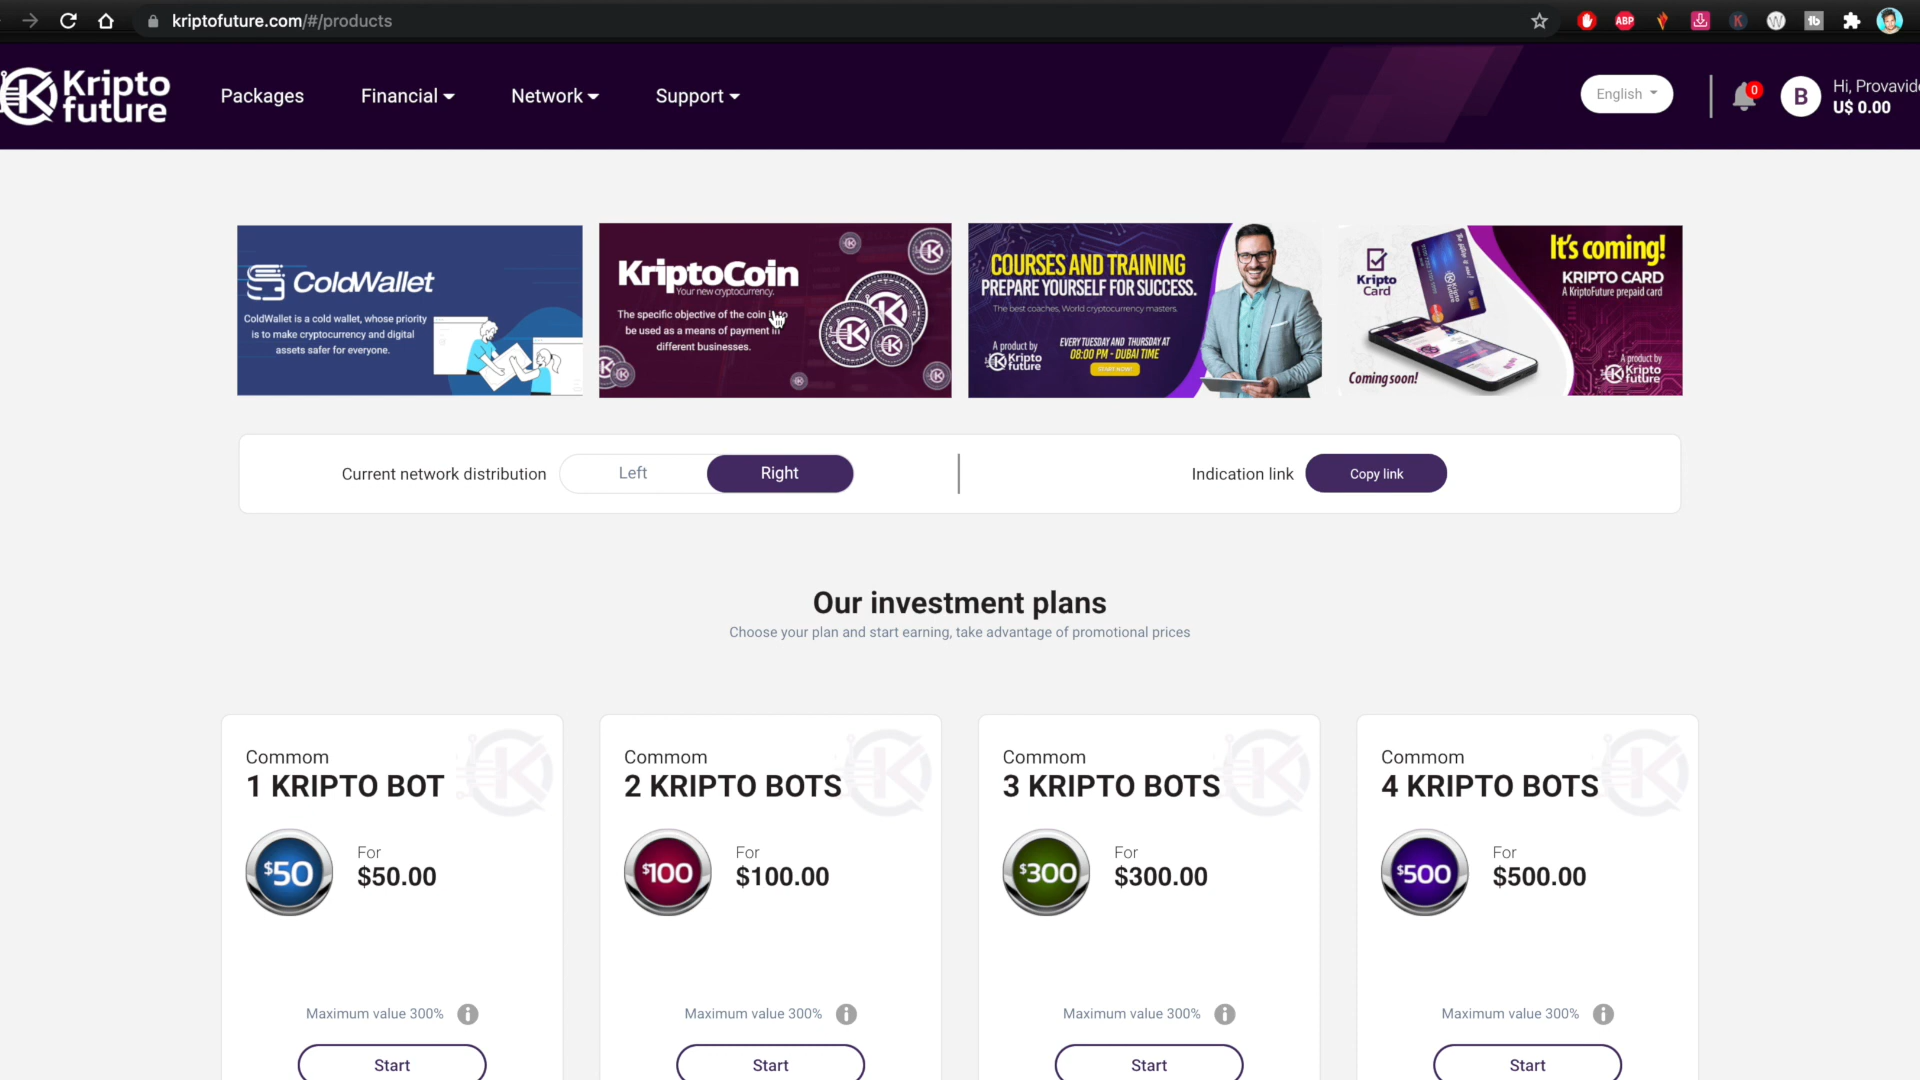 kriptofuture.com/#/products
ABP
K
W
tb
Kripto
future
Packages
Financial
Network
Support
English
0
B
Hi, Provavide
U$ 0.00
ColdWallet
ColdWallet is a cold wallet, whose priority
is to make cryptocurrency and digital
assets safer for everyone.
KriptoCoin
Your new cryptocurrency.
The specific objective of the coin is to
be used as a means of payment in
different businesses.
COURSES AND TRAINING
PREPARE YOURSELF FOR SUCCESS.
The best coaches, World cryptocurrency masters.
A product by
Kripto
future
EVERY TUESDAY AND THURSDAY AT
08:00 PM - DUBAI TIME
START NOW!
Kripto
Card
It's coming!
KRIPTO CARD
A KriptoFuture prepaid card
Coming soon!
A product by
Kripto
future
Current network distribution
Left
Right
Indication link
Copy link
Our investment plans
Choose your plan and start earning, take advantage of promotional prices
Commom
1 KRIPTO BOT
$50
For
$50.00
Maximum value 300%
Start
Commom
2 KRIPTO BOTS
$100
For
$100.00
Maximum value 300%
Start
Commom
3 KRIPTO BOTS
$300
For
$300.00
Maximum value 300%
Start
Commom
4 KRIPTO BOTS
$500
For
$500.00
Maximum value 300%
Start